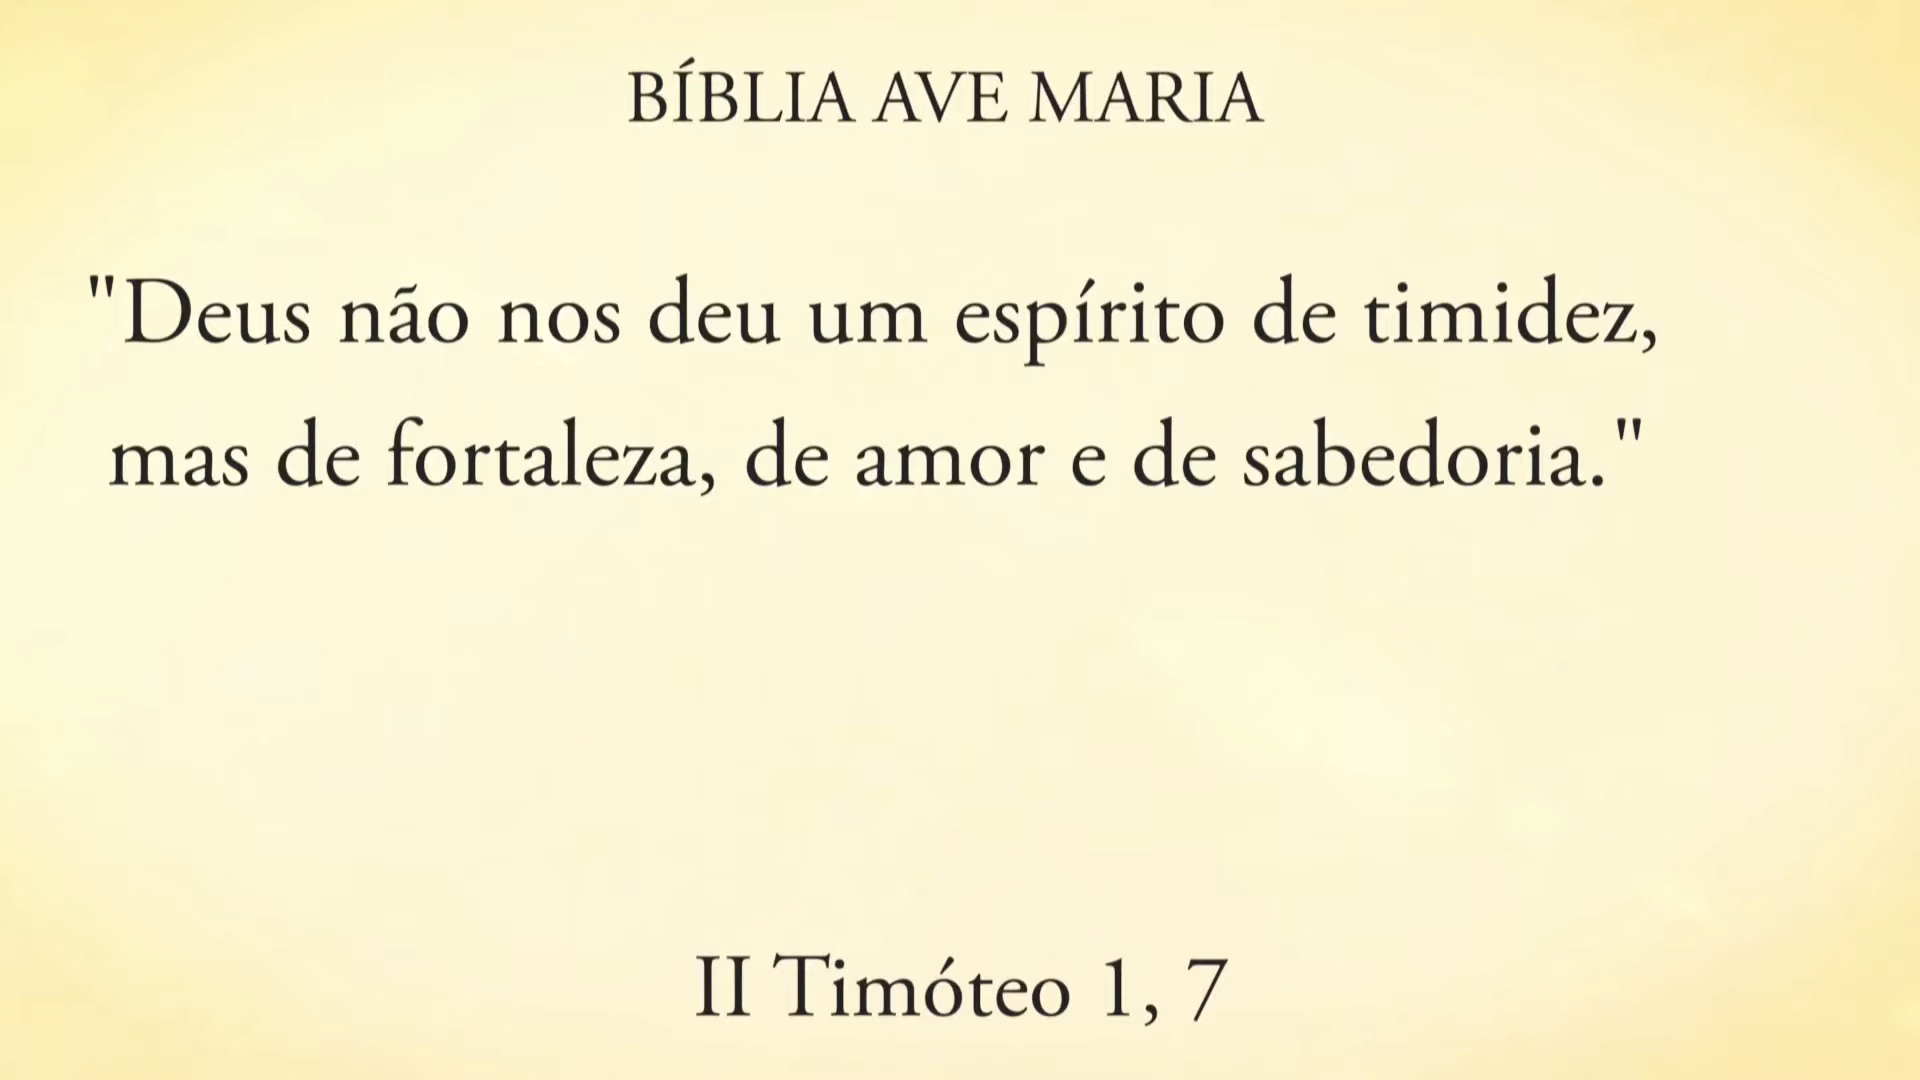 BÍBLIA AVE MARIA
"Deus não nos deu um espírito de timidez,
mas de fortaleza, de amor e de sabedoria."
II Timóteo 1, 7